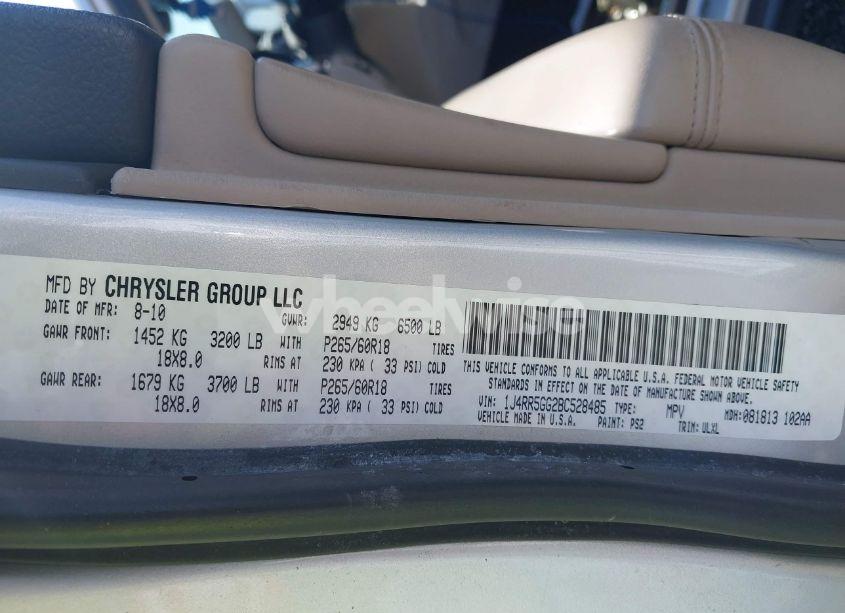 MFD BY CHRYSLER GROUP LLC
DATE OF MFR: 8-10 GVWR: 2949 KG 6500 LB
GAWR FRONT: 1452 KG 3200 LB WITH P265/60R18 TIRES
18X8.0 RIMS AT 230 KPA ( 33 PSI) COLD
GAWR REAR: 1679 KG 3700 LB WITH P265/60R18 TIRES
18X8.0 RIMS AT 230 KPA ( 33 PSI) COLD
THIS VEHICLE CONFORMS TO ALL APPLICABLE U.S.A. FEDERAL MOTOR VEHICLE SAFETY
STANDARDS IN EFFECT ON THE DATE OF MANUFACTURE SHOWN ABOVE.
VIN: 1J4RR5GG2BC528485 TYPE: MPV MDH: 081813 102AA
VEHICLE MADE IN U.S.A. PAINT: PS2 TRIM: ULXL
wheelwise